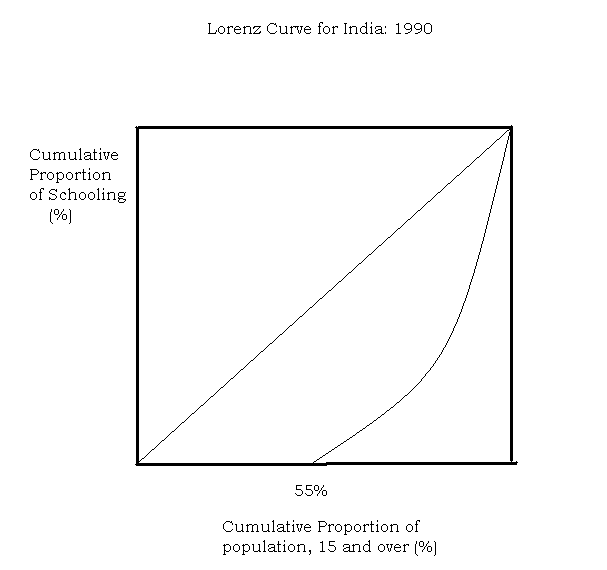 Lorenz Curve for India: 1990
Cumulative
Proportion
of Schooling
(%)
55%
Cumulative Proportion of
population, 15 and over (%)